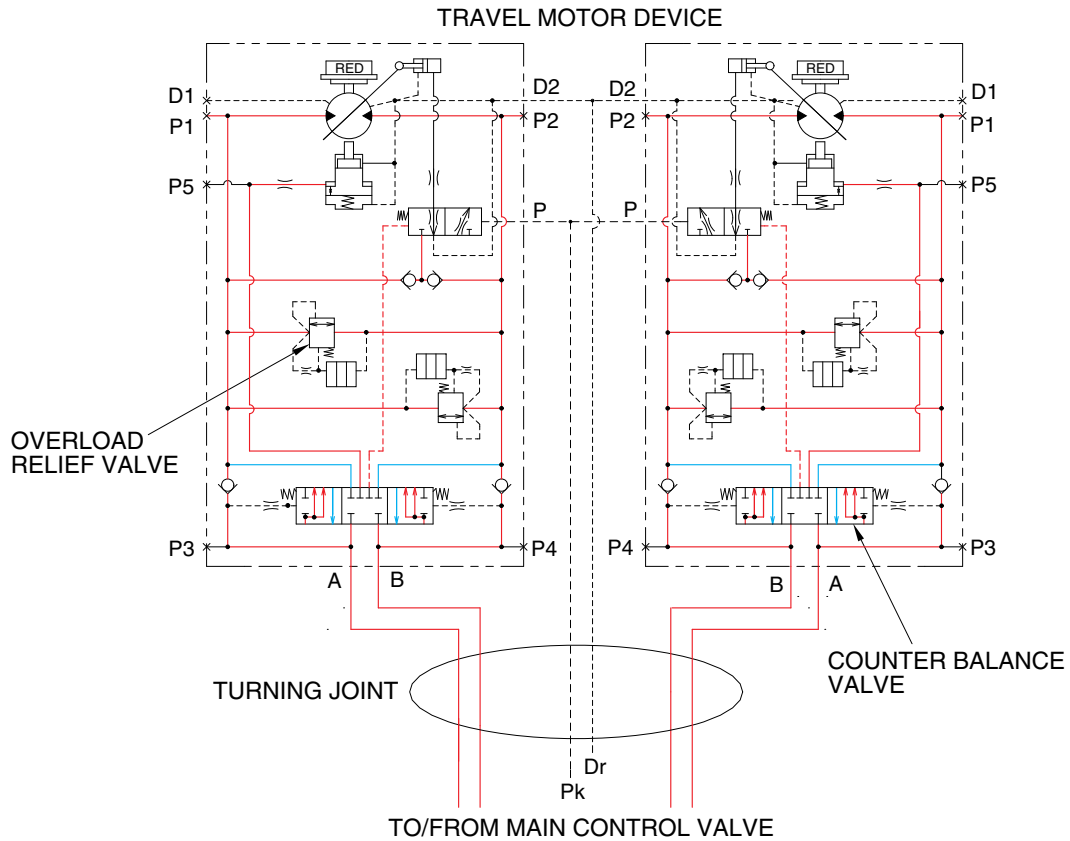 TRAVEL MOTOR DEVICE
RED
RED
D1
D2
D2
D1
P1
P2
P2
P1
P5
P5
P
P
OVERLOAD
RELIEF VALVE
P3
P4
P4
P3
A
B
B
A
COUNTER BALANCE
VALVE
TURNING JOINT
Dr
Pk
TO/FROM MAIN CONTROL VALVE